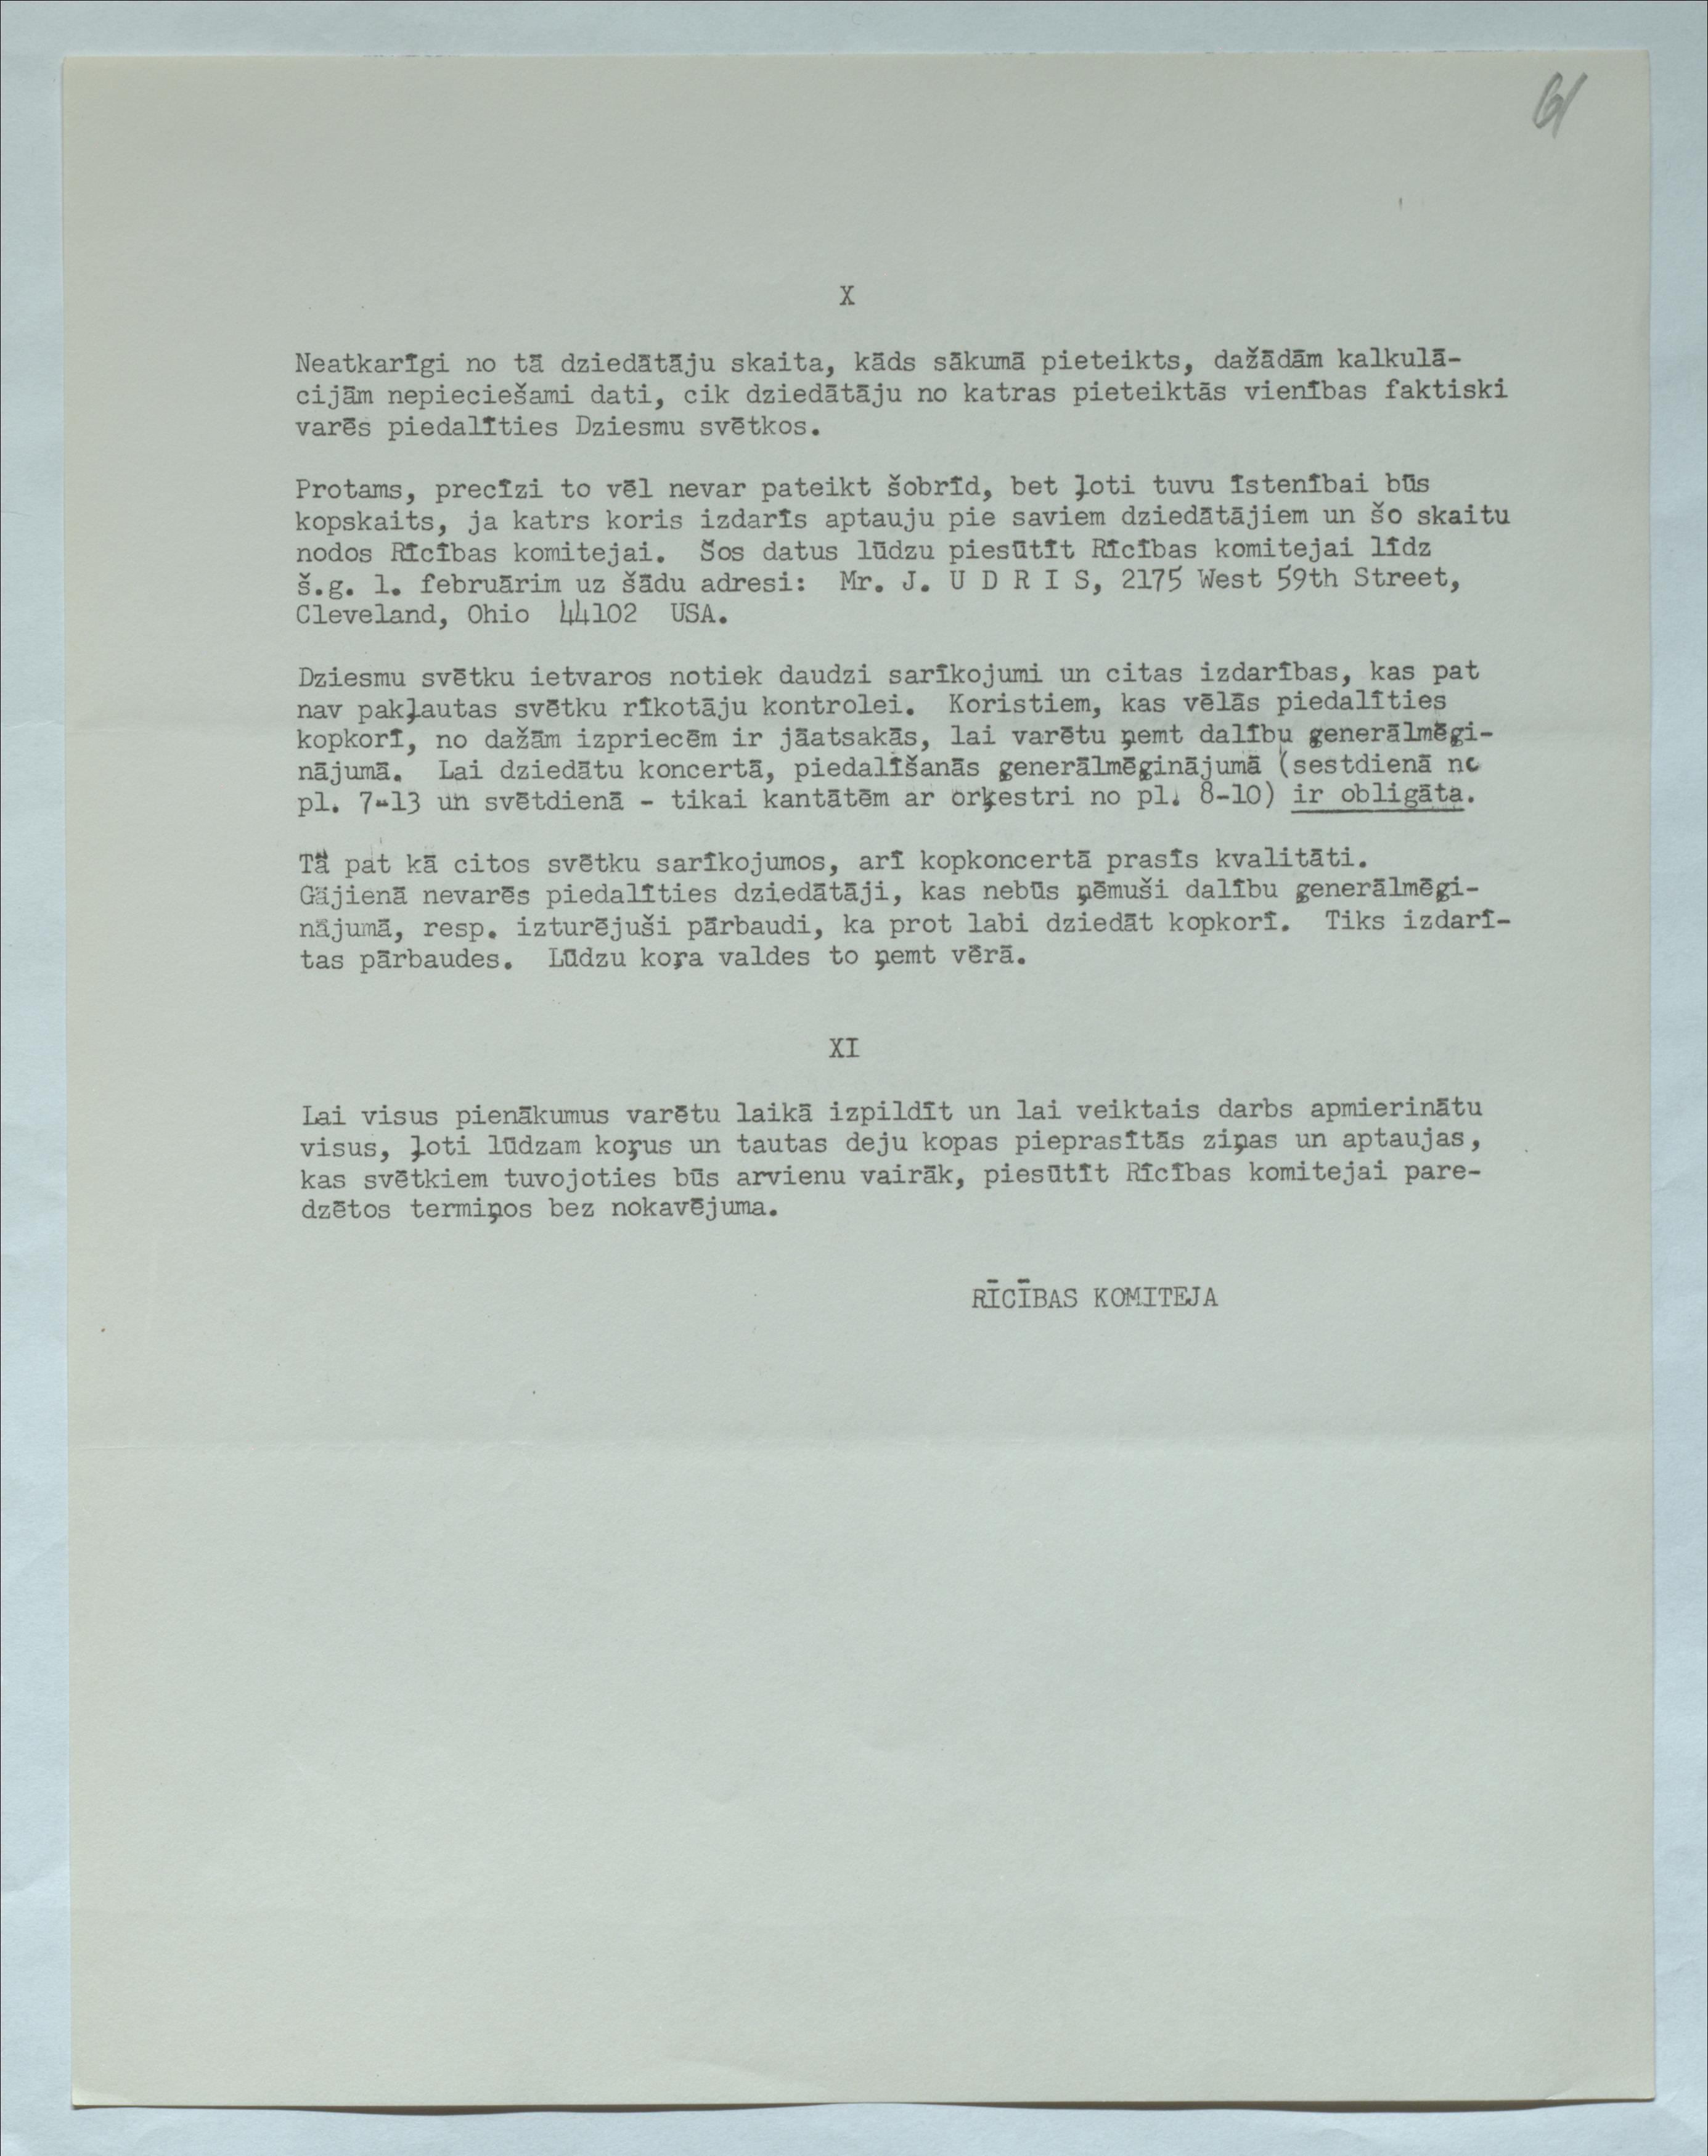 X
Neatkarīgi no tā dziedātāju skaita, kāds sākumā pieteikts, dažādām kalkulā-
cijām nepieciešami dati, cik dziedātāju no katras pieteiktās vienības faktiski
varēs piedalīties Dziesmu svētkos.
Protams, precīzi to vēl nevar pateikt šobrīd, bet ļoti tuvu īstenībai būs
kopskaits, ja katrs koris izdarīs aptauju pie saviem dziedātājiem un šo skaitu
nodos Rīcības komitejai.  Šos datus lūdzu piesūtīt Rīcības komitejai līdz
š.g. 1. februārim uz šādu adresi:  Mr. J. U D R I S, 2175 West 59th Street,
Cleveland, Ohio  44102  USA.
Dziesmu svētku ietvaros notiek daudzi sarīkojumi un citas izdarības, kas pat
nav pakļautas svētku rīkotāju kontrolei.  Koristiem, kas vēlās piedalīties
kopkorī, no dažām izpriecēm ir jāatsakās, lai varētu ņemt dalību ģenerālmēģi-
nājumā.  Lai dziedātu koncertā, piedalīšanās ģenerālmēģinājumā (sestdienā no
pl. 7-13 un svētdienā - tikai kantātēm ar orķestri no pl. 8-10) ir obligāta.
Tā pat kā citos svētku sarīkojumos, arī kopkoncertā prasīs kvalitāti.
Gājienā nevarēs piedalīties dziedātāji, kas nebūs ņēmuši dalību ģenerālmēģi-
nājumā, resp. izturējuši pārbaudi, ka prot labi dziedāt kopkorī.  Tiks izdarī-
tas pārbaudes.  Lūdzu koŗa valdes to ņemt vērā.
XI
Lai visus pienākumus varētu laikā izpildīt un lai veiktais darbs apmierinātu
visus, ļoti lūdzam koŗus un tautas deju kopas pieprasītās ziņas un aptaujas,
kas svētkiem tuvojoties būs arvienu vairāk, piesūtīt Rīcības komitejai pare-
dzētos termiņos bez nokavējuma.
RĪCĪBAS KOMITEJA